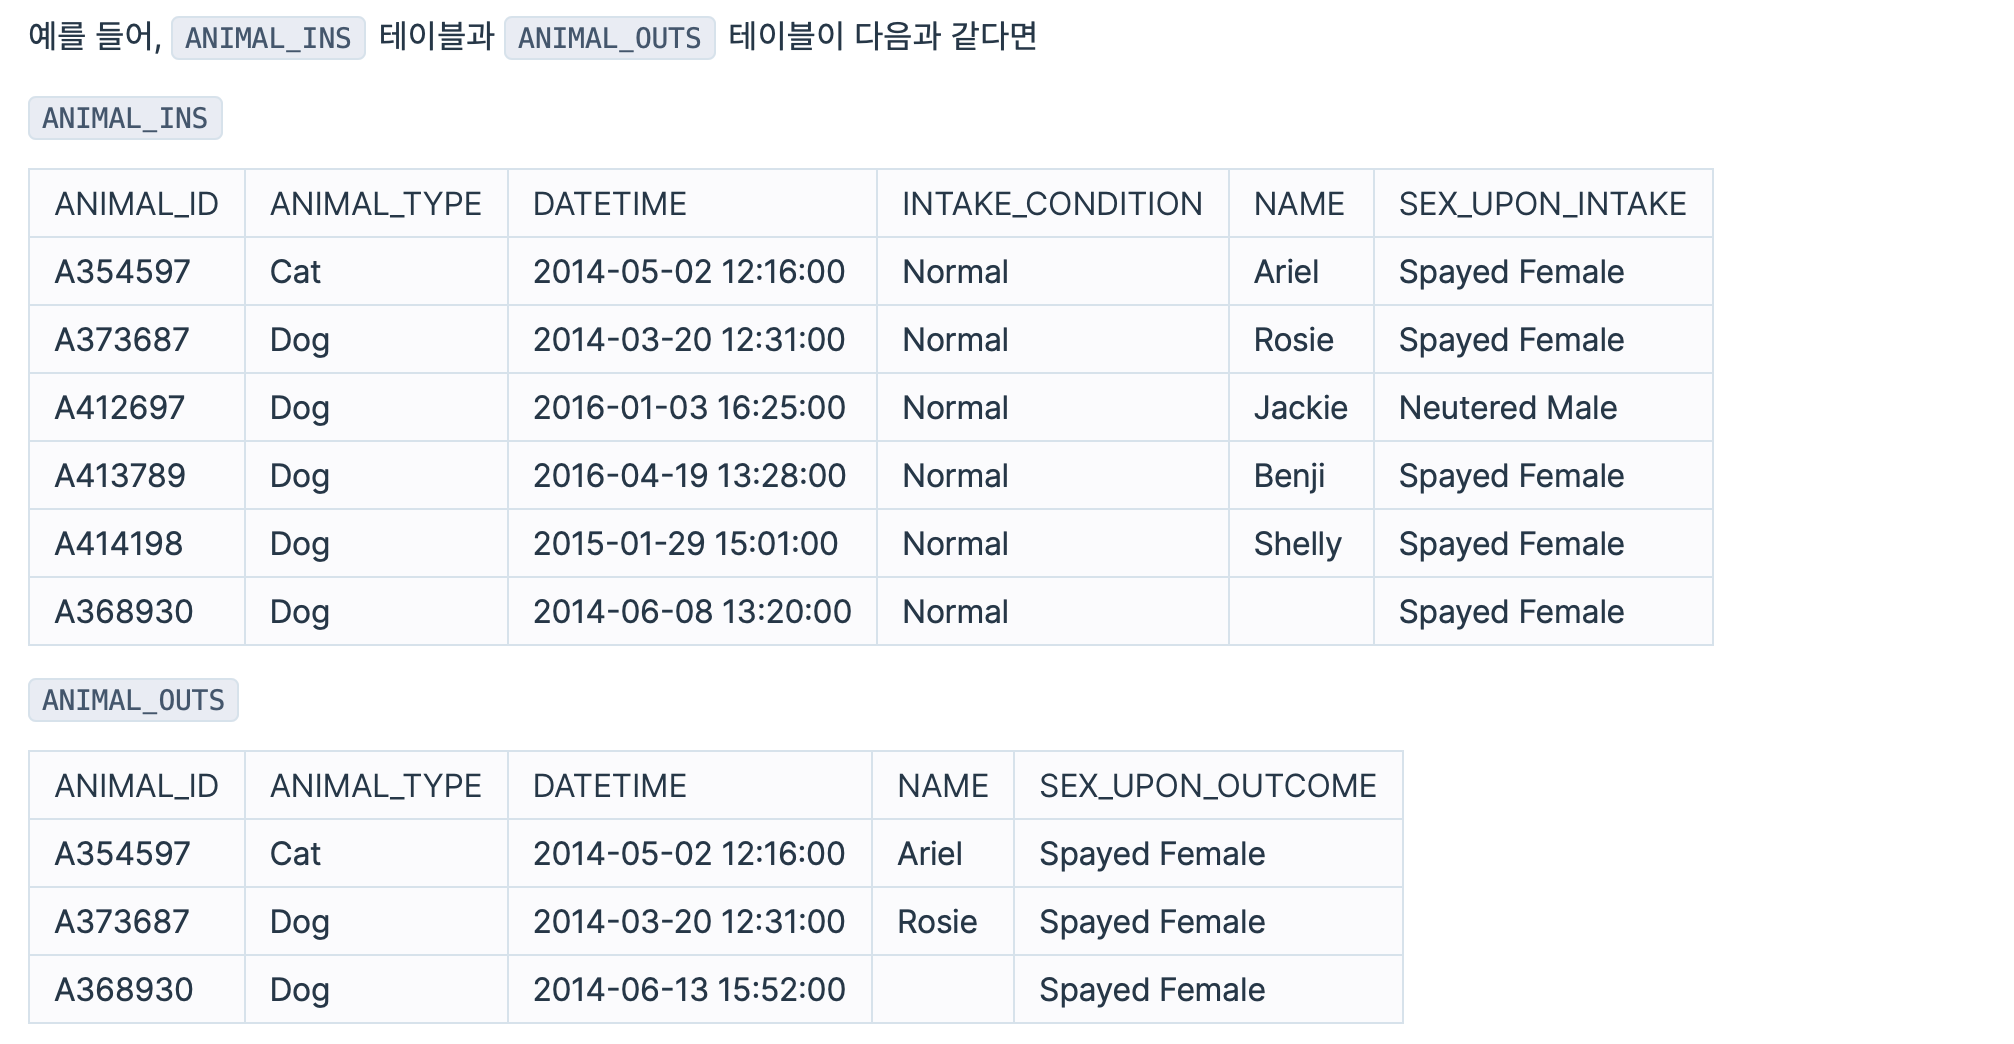 예를 들어, ANIMAL_INS 테이블과 ANIMAL_OUTS 테이블이 다음과 같다면
ANIMAL_INS
ANIMAL_ID ANIMAL_TYPE DATETIME INTAKE_CONDITION NAME SEX_UPON_INTAKE
A354597 Cat 2014-05-02 12:16:00 Normal Ariel Spayed Female
A373687 Dog 2014-03-20 12:31:00 Normal Rosie Spayed Female
A412697 Dog 2016-01-03 16:25:00 Normal Jackie Neutered Male
A413789 Dog 2016-04-19 13:28:00 Normal Benji Spayed Female
A414198 Dog 2015-01-29 15:01:00 Normal Shelly Spayed Female
A368930 Dog 2014-06-08 13:20:00 Normal Spayed Female
ANIMAL_OUTS
ANIMAL_ID ANIMAL_TYPE DATETIME NAME SEX_UPON_OUTCOME
A354597 Cat 2014-05-02 12:16:00 Ariel Spayed Female
A373687 Dog 2014-03-20 12:31:00 Rosie Spayed Female
A368930 Dog 2014-06-13 15:52:00 Spayed Female